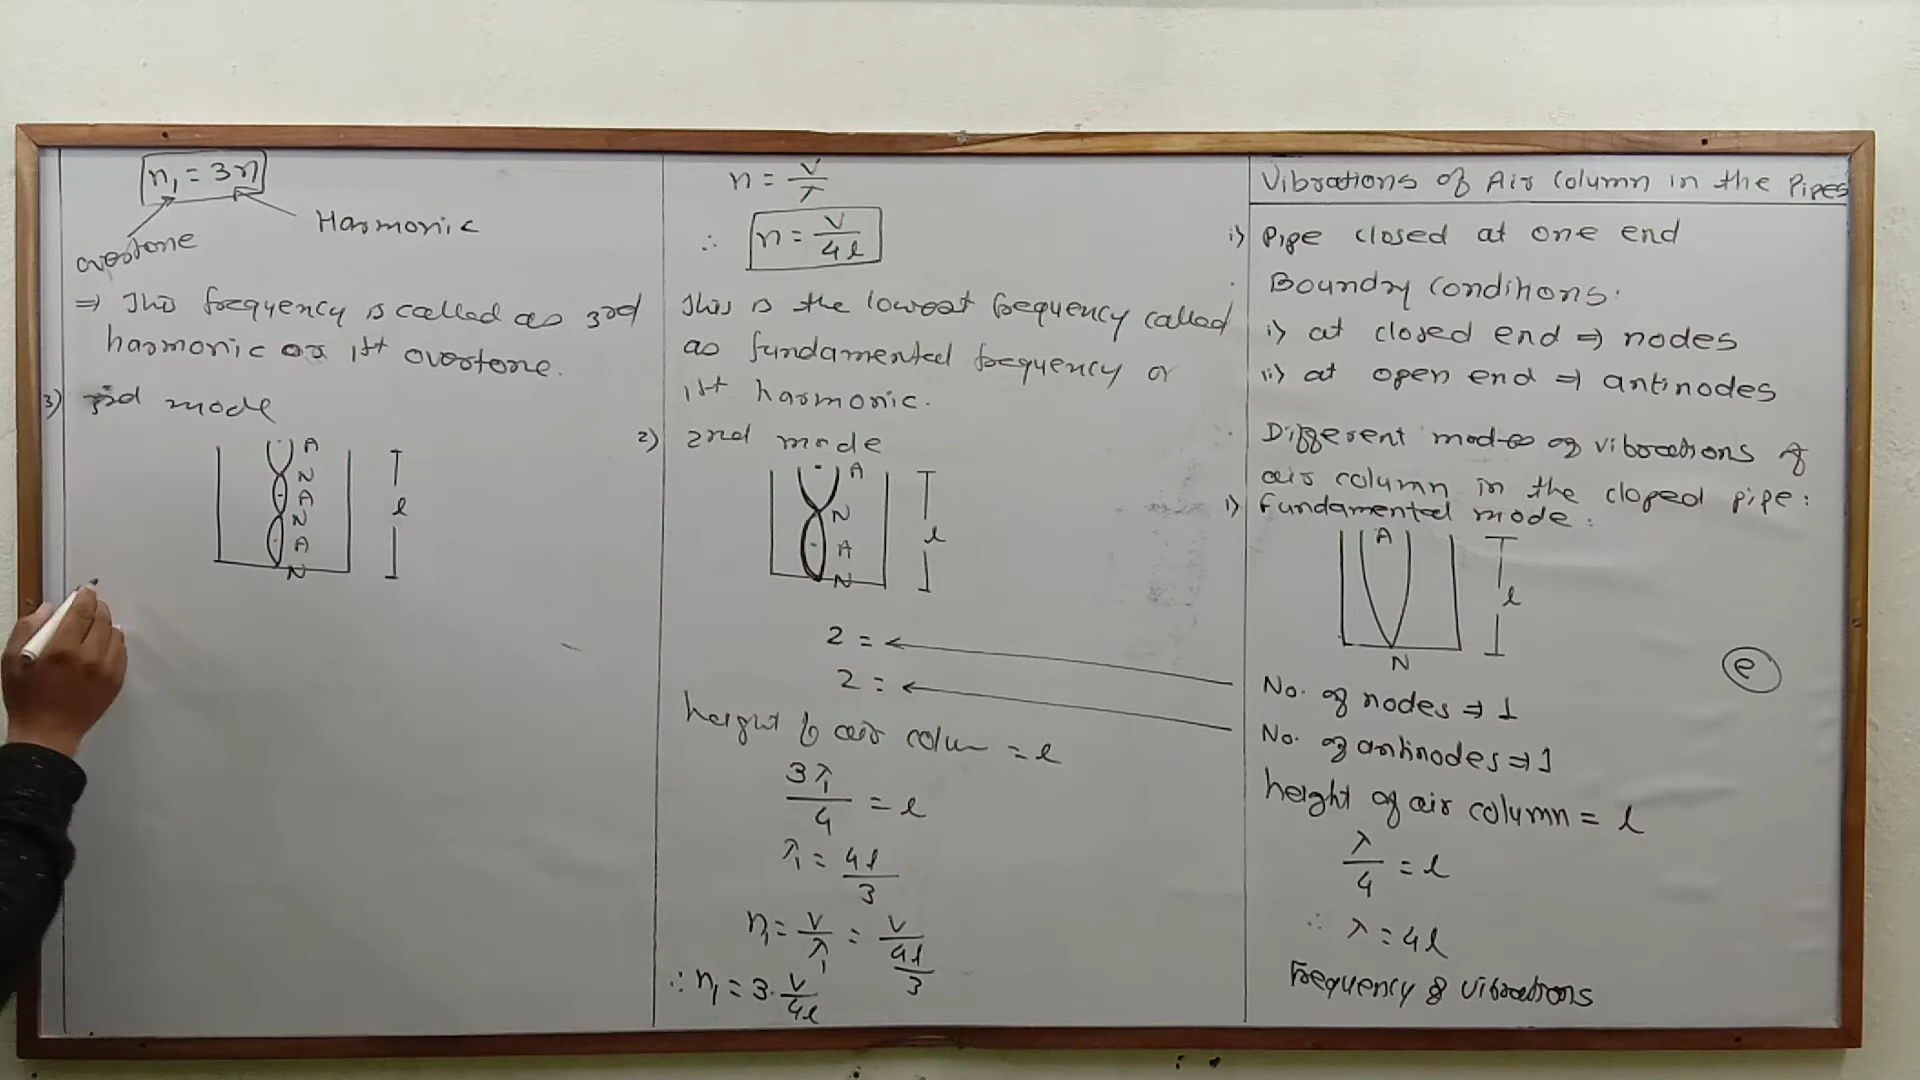 Vibrations of Air column in the Pipes
i) Pipe closed at one end
Boundry Conditions:
i) at closed end ⇒ nodes
ii) at open end ⇒ antinodes
Different modes of vibrations of
air column in the closed pipe:
1) Fundamental mode:
A
l
N
e
No. of nodes ⇒ 1
No. of antinodes ⇒ 1
height of air column = l
λ/4 = l
∴ λ = 4l
Frequency of vibrations
n = v/λ
∴ n = v/4l
This is the lowest frequency called
as fundamental frequency or
1st harmonic.
2) 2nd mode
A
N
A
N
l
2 =
2 =
height of air colum = l
3λ₁/4 = l
λ₁ = 4l/3
n₁ = v/λ₁ = v/(4l/3)
∴ n₁ = 3·v/4l
n₁ = 3n
overtone
Harmonic
⇒ This frequency is called as 3rd
harmonic or 1st overtone.
3) 3rd mode
A
N
A
N
A
N
l